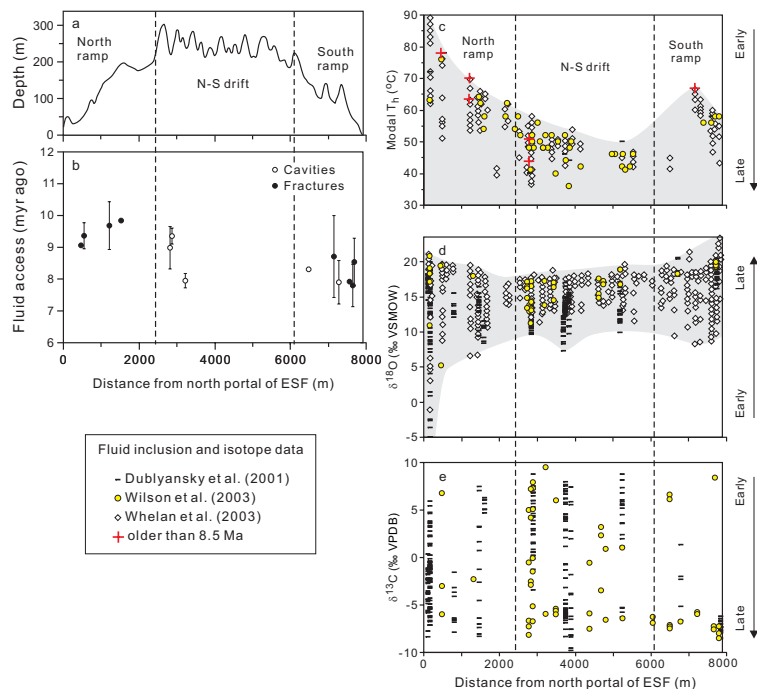 a
North
ramp
N-S drift
South
ramp
Depth (m)
300
200
100
0
b
Cavities
Fractures
Fluid access (myr ago)
12
11
10
9
8
7
6
0 2000 4000 6000 8000
Distance from north portal of ESF (m)
Fluid inclusion and isotope data
Dublyansky et al. (2001)
Wilson et al. (2003)
Whelan et al. (2003)
older than 8.5 Ma
c
North
ramp
N-S drift
South
ramp
Modal Th (°C)
90
80
70
60
50
40
30
Early
Late
d
δ18O (‰ VSMOW)
20
15
10
5
0
-5
Late
Early
e
δ13C (‰ VPDB)
10
5
0
-5
-10
Early
Late
0 2000 4000 6000 8000
Distance from north portal of ESF (m)